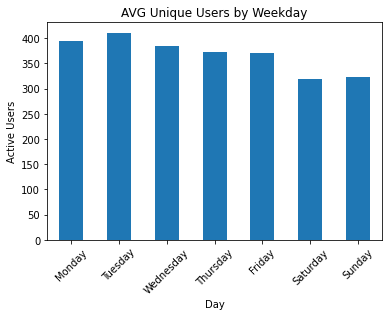 AVG Unique Users by Weekday
Active Users
400
350
300
250
200
150
100
50
0
Monday
Tuesday
Wednesday
Thursday
Friday
Saturday
Sunday
Day